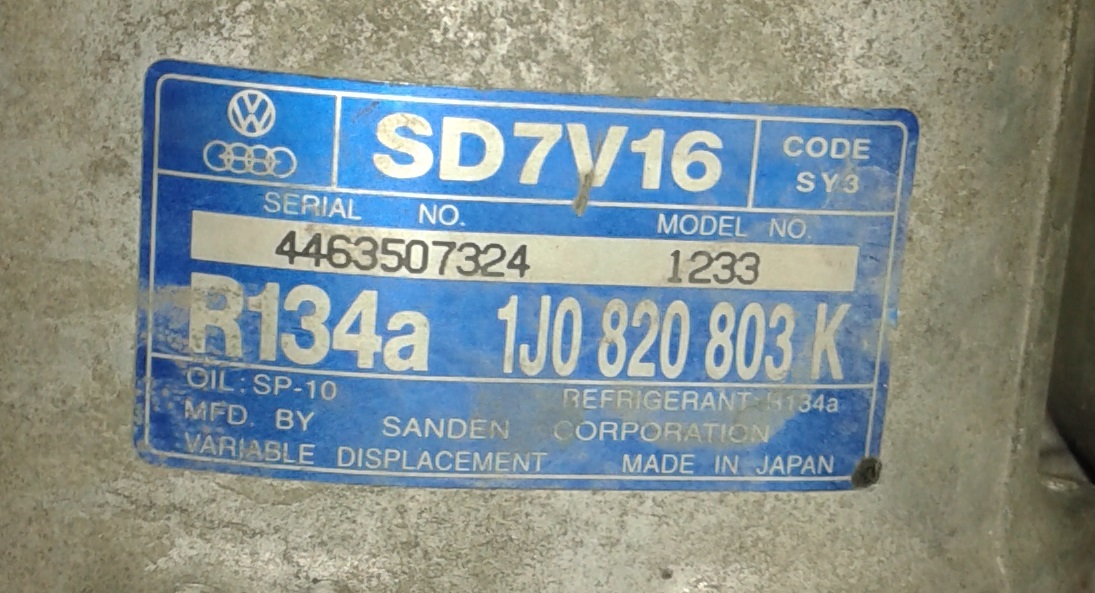 SD7V16
CODE
SY3
SERIAL NO.
MODEL NO.
4463507324
1233
R134a
1J0 820 803 K
OIL: SP-10
REFRIGERANT: R134a
MFD. BY SANDEN CORPORATION
VARIABLE DISPLACEMENT
MADE IN JAPAN